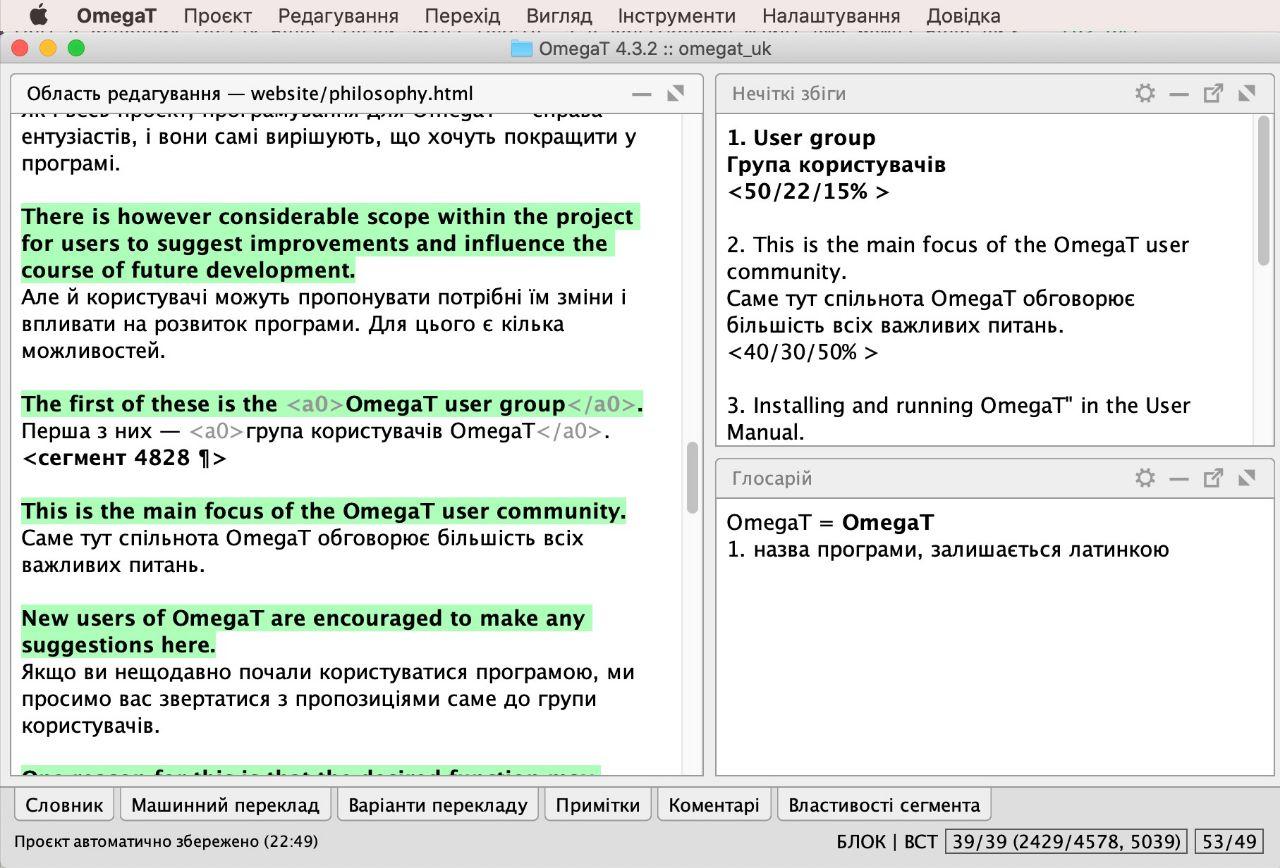 OmegaT Проєкт Редагування Перехід Вигляд Інструменти Налаштування Довідка
OmegaT 4.3.2 :: omegat_uk
Область редагування — website/philosophy.html
ентузіастів, і вони самі вирішують, що хочуть покращити у
програмі.
There is however considerable scope within the project
for users to suggest improvements and influence the
course of future development.
Але й користувачі можуть пропонувати потрібні їм зміни і
впливати на розвиток програми. Для цього є кілька
можливостей.
The first of these is the <a0>OmegaT user group</a0>.
Перша з них — <a0>група користувачів OmegaT</a0>.
<сегмент 4828 ¶>
This is the main focus of the OmegaT user community.
Саме тут спільнота OmegaT обговорює більшість всіх
важливих питань.
New users of OmegaT are encouraged to make any
suggestions here.
Якщо ви нещодавно почали користуватися програмою, ми
просимо вас звертатися з пропозиціями саме до групи
користувачів.
One reason for this is that the desired function may
Нечіткі збіги
1. User group
Група користувачів
<50/22/15% >
2. This is the main focus of the OmegaT user
community.
Саме тут спільнота OmegaT обговорює
більшість всіх важливих питань.
<40/30/50% >
3. Installing and running OmegaT" in the User
Manual.
Глосарій
OmegaT = OmegaT
1. назва програми, залишається латинкою
Словник Машинний переклад Варіанти перекладу Примітки Коментарі Властивості сегмента
Проєкт автоматично збережено (22:49)
БЛОК | ВСТ 39/39 (2429/4578, 5039) 53/49